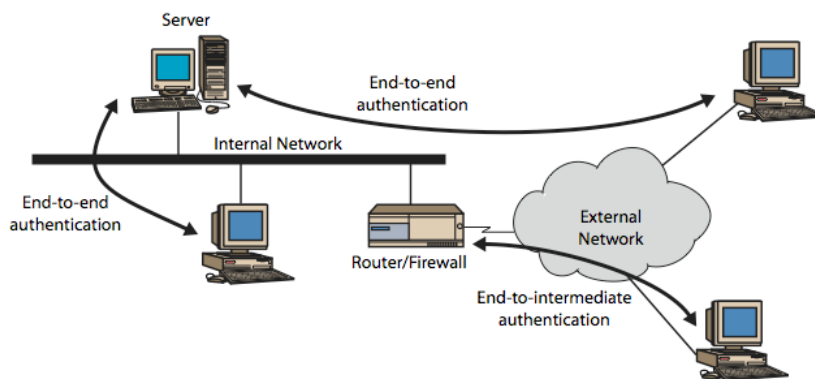 Server
End-to-end
authentication
Internal Network
End-to-end
authentication
External
Network
Router/Firewall
End-to-intermediate
authentication